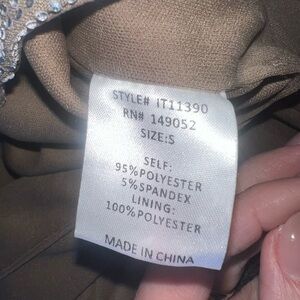 STYLE# IT11390
RN# 149052
SIZE:S
SELF:
95%POLYESTER
5%SPANDEX
LINING:
100%POLYESTER
MADE IN CHINA